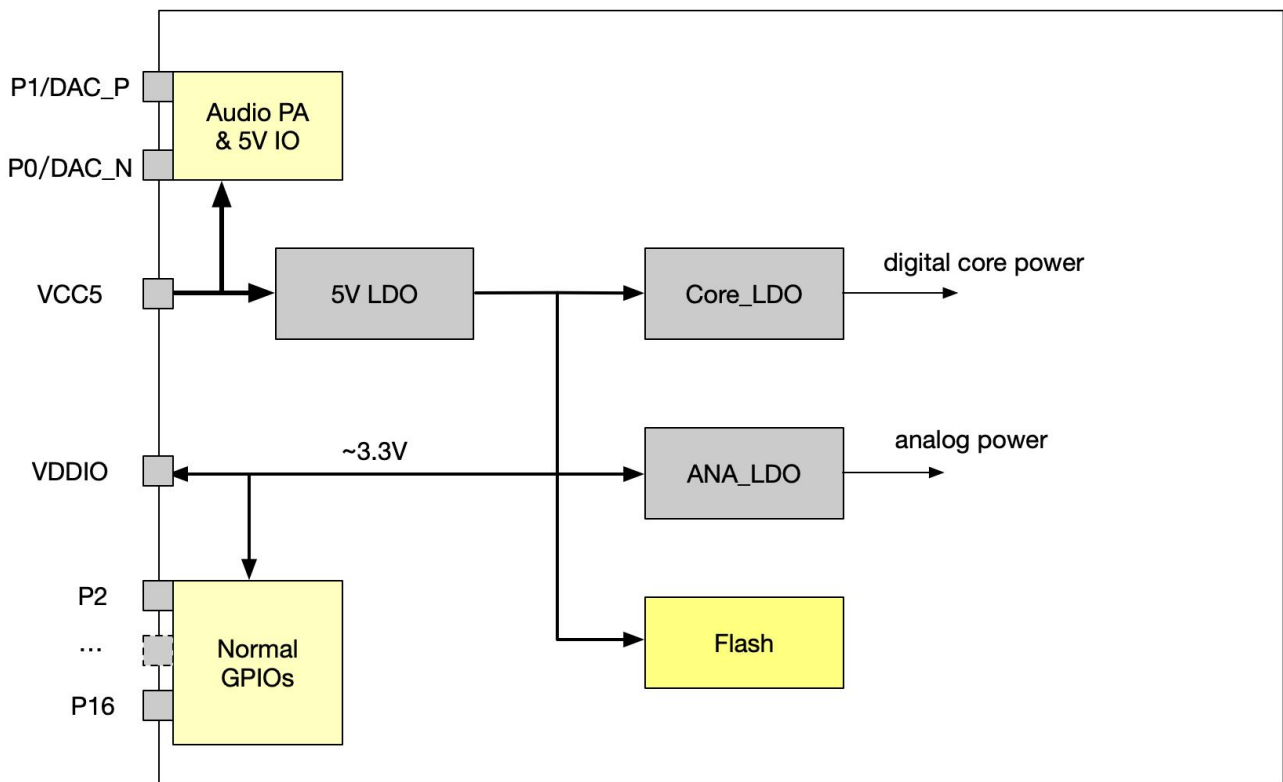 P1/DAC_P
Audio PA
& 5V IO
P0/DAC_N
digital core power
VCC5
5V LDO
Core_LDO
analog power
~3.3V
VDDIO
ANA_LDO
P2
...
Normal
GPIOs
Flash
P16